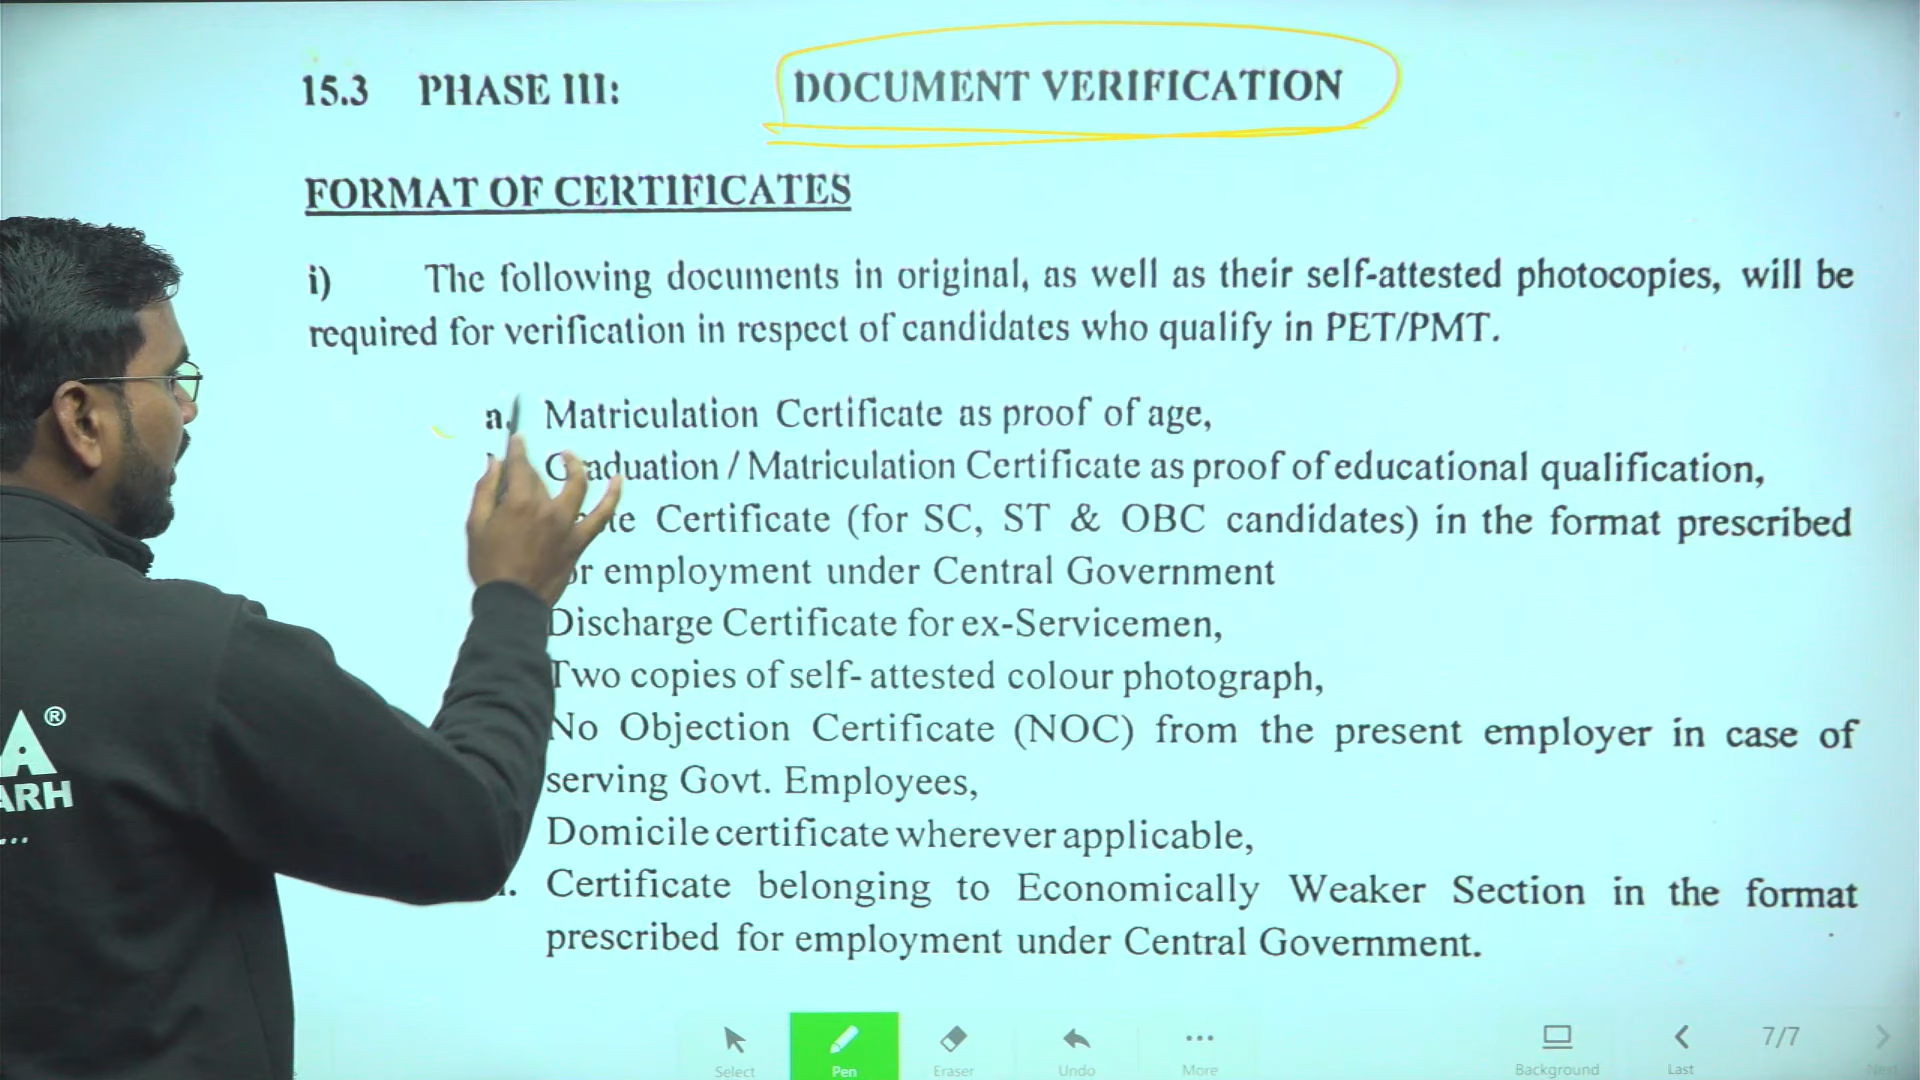 15.3 PHASE III: DOCUMENT VERIFICATION
FORMAT OF CERTIFICATES
i) The following documents in original, as well as their self-attested photocopies, will be
required for verification in respect of candidates who qualify in PET/PMT.
a. Matriculation Certificate as proof of age,
Graduation / Matriculation Certificate as proof of educational qualification,
Certificate (for SC, ST & OBC candidates) in the format prescribed
employment under Central Government
Discharge Certificate for ex-Servicemen,
Two copies of self- attested colour photograph,
No Objection Certificate (NOC) from the present employer in case of
serving Govt. Employees,
Domicile certificate wherever applicable,
Certificate belonging to Economically Weaker Section in the format
prescribed for employment under Central Government.
A®
ARH
...
Select Pen Eraser Undo More Background Last 7/7 Next